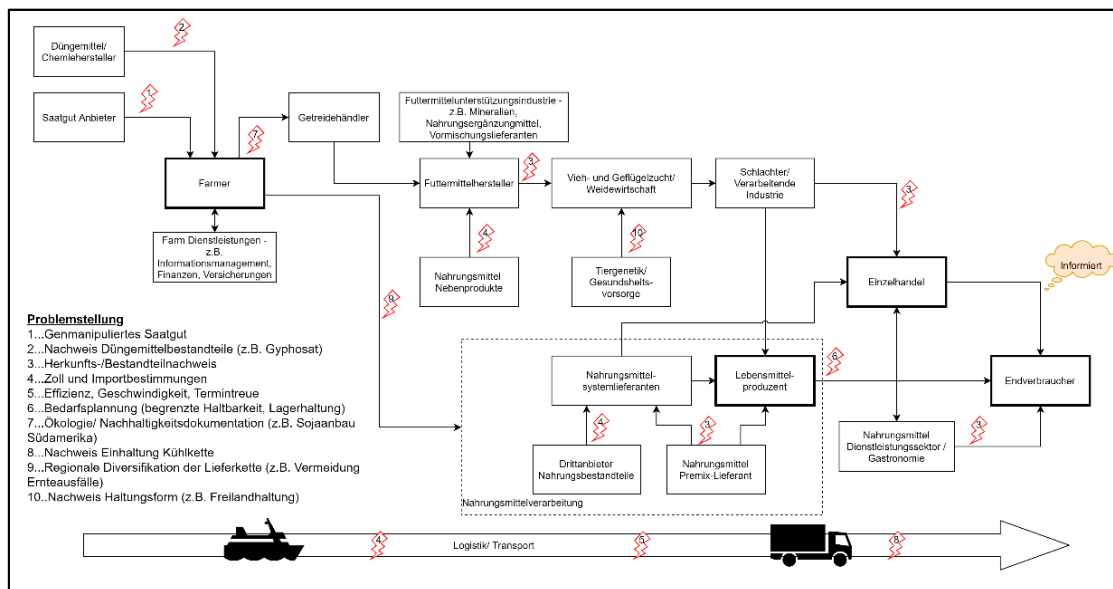 2
Düngemittel/
Chemiehersteller
1
Saatgut Anbieter
7
Getreidehändler
Futtermittelunterstützungsindustrie -
z.B. Mineralien,
Nahrungsergänzungmittel,
Vormischungslieferanten
Farmer
Futtermittelhersteller
3
Vieh- und Geflügelzucht/
Weidewirtschaft
Schlachter/
Verarbeitende
Industrie
3
Farm Dienstleistungen -
z.B.
Informationsmanagement,
Finanzen, Versicherungen
4
Nahrungsmittel
Nebenprodukte
10
Tiergenetik/
Gesundsheits-
vorsorge
Einzelhandel
Informiert
9
Problemstellung
1...Genmanipuliertes Saatgut
2...Nachweis Düngemittelbestandteile (z.B. Gyphosat)
3...Herkunfts-/Bestandteilnachweis
4...Zoll und Importbestimmungen
5...Effizienz, Geschwindigkeit, Termintreue
6...Bedarfsplannung (begrenzte Haltbarkeit, Lagerhaltung)
7...Ökologie/ Nachhaltigkeitsdokumentation (z.B. Sojaanbau
Südamerika)
8...Nachweis Einhaltung Kühlkette
9...Regionale Diversifikation der Lieferkette (z.B. Vermeidung
Ernteausfälle)
10..Nachweis Haltungsform (z.B. Freilandhaltung)
Nahrungsmittel-
systemlieferanten
Lebensmittel-
produzent
6
Endverbraucher
4
3
Drittanbieter
Nahrungsbestandteile
Nahrungsmittel
Premix-Lieferant
Nahrungsmittelverarbeitung
Nahrungsmittel
Dienstleistungssektor /
Gastronomie
3
Logistik/ Transport
4
5
8